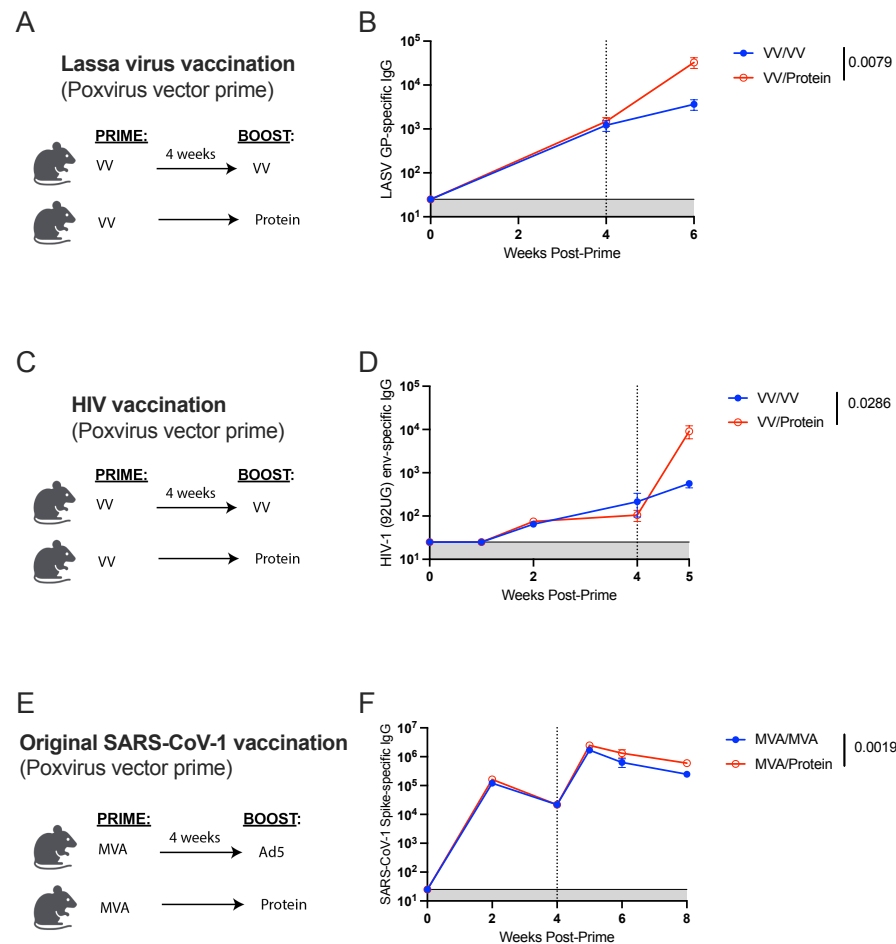 A
Lassa virus vaccination
(Poxvirus vector prime)
PRIME:
BOOST:
VV
4 weeks
VV
VV
Protein
B
LASV GP-specific IgG
10^5
10^4
10^3
10^2
10^1
0
2
4
6
Weeks Post-Prime
VV/VV
VV/Protein
0.0079
C
HIV vaccination
(Poxvirus vector prime)
PRIME:
BOOST:
VV
4 weeks
VV
VV
Protein
D
HIV-1 (92UG) env-specific IgG
10^5
10^4
10^3
10^2
10^1
0
1
2
4
5
Weeks Post-Prime
VV/VV
VV/Protein
0.0286
E
Original SARS-CoV-1 vaccination
(Poxvirus vector prime)
PRIME:
BOOST:
MVA
4 weeks
Ad5
MVA
Protein
F
SARS-CoV-1 Spike-specific IgG
10^7
10^6
10^5
10^4
10^3
10^2
10^1
0
2
4
6
8
Weeks Post-Prime
MVA/MVA
MVA/Protein
0.0019